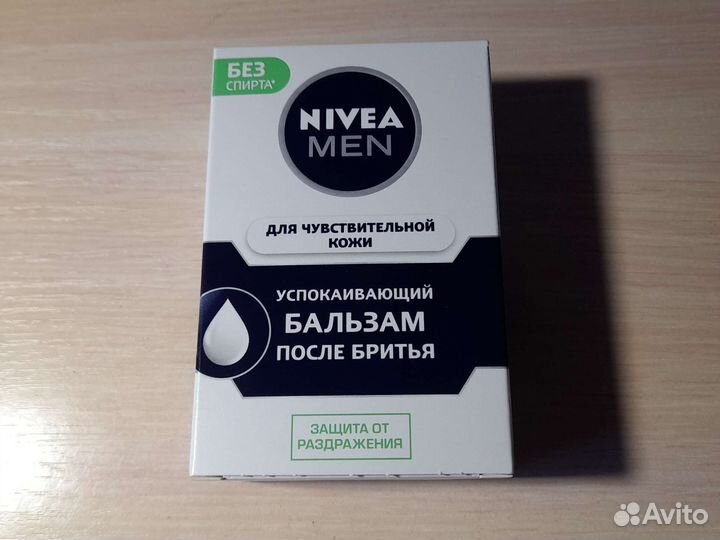 БЕЗ
СПИРТА*
NIVEA
MEN
ДЛЯ ЧУВСТВИТЕЛЬНОЙ
КОЖИ
УСПОКАИВАЮЩИЙ
БАЛЬЗАМ
ПОСЛЕ БРИТЬЯ
ЗАЩИТА ОТ
РАЗДРАЖЕНИЯ
Avito